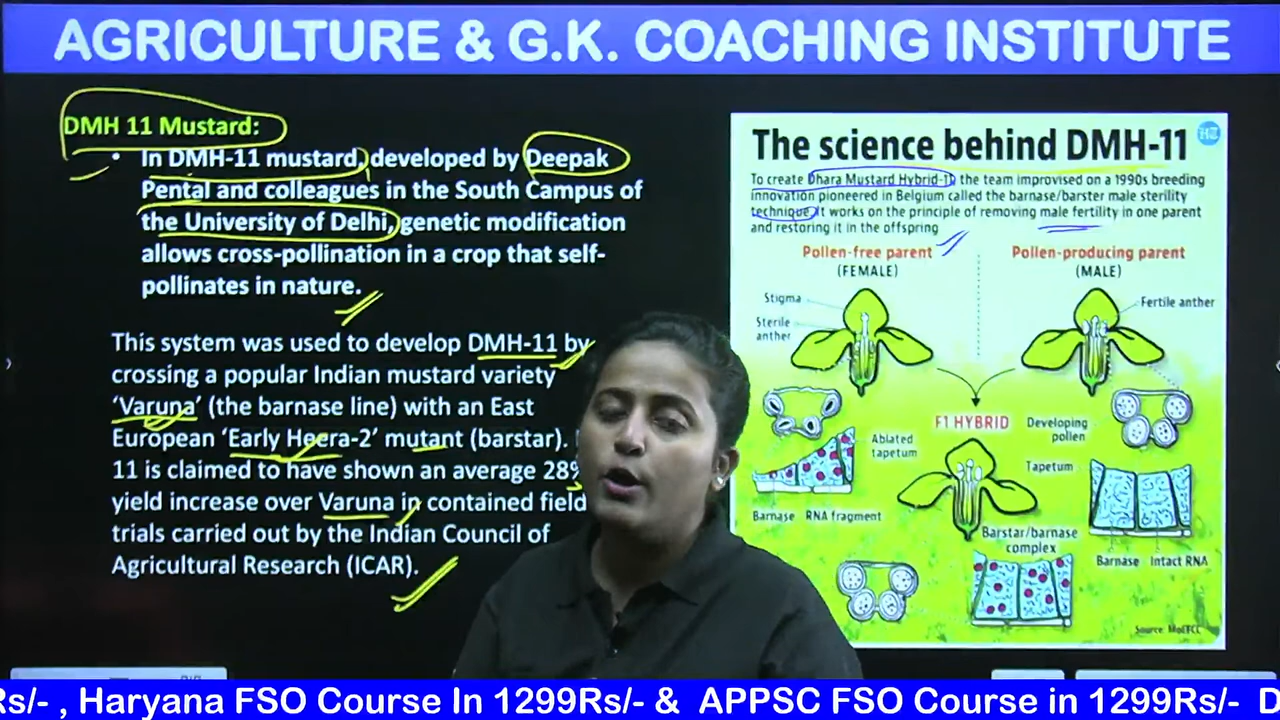 AGRICULTURE & G.K. COACHING INSTITUTE
DMH 11 Mustard:
• In DMH-11 mustard, developed by Deepak
Pental and colleagues in the South Campus of
the University of Delhi, genetic modification
allows cross-pollination in a crop that self-
pollinates in nature.
This system was used to develop DMH-11 by
crossing a popular Indian mustard variety
‘Varuna’ (the barnase line) with an East
European ‘Early Heera-2’ mutant (barstar).
11 is claimed to have shown an average 28%
yield increase over Varuna in contained field
trials carried out by the Indian Council of
Agricultural Research (ICAR).
The science behind DMH-11
HT
To create Dhara Mustard Hybrid-11, the team improvised on a 1990s breeding
innovation pioneered in Belgium called the barnase/barster male sterility
technique. It works on the principle of removing male fertility in one parent
and restoring it in the offspring
Pollen-free parent
(FEMALE)
Pollen-producing parent
(MALE)
Stigma
Sterile
anther
Fertile anther
F1 HYBRID
Developing
pollen
Ablated
tapetum
Tapetum
Barnase RNA fragment
Barstar/barnase
complex
Barnase Intact RNA
Source: MoEFCC
Rs/- , Haryana FSO Course In 1299Rs/- & APPSC FSO Course in 1299Rs/- D